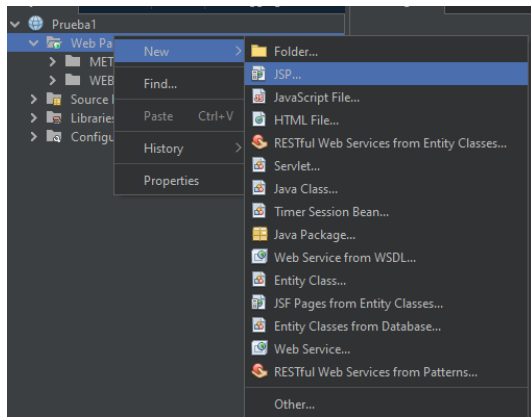 Prueba1
Web Pa
MET
WEB
Source
Libraries
Configu
New
Find...
Paste Ctrl+V
History
Properties
Folder...
JSP...
JavaScript File...
HTML File...
RESTful Web Services from Entity Classes...
Servlet...
Java Class...
Timer Session Bean...
Java Package...
Web Service from WSDL...
Entity Class...
JSF Pages from Entity Classes...
Entity Classes from Database...
Web Service...
RESTful Web Services from Patterns...
Other...